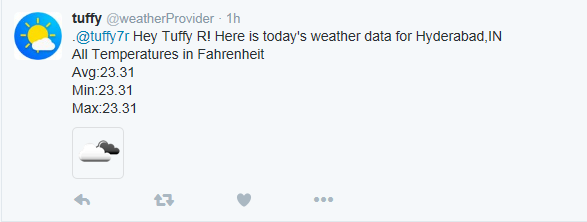 tuffy @weatherProvider · 1h
.@tuffy7r Hey Tuffy R! Here is today's weather data for Hyderabad,IN
All Temperatures in Fahrenheit
Avg:23.31
Min:23.31
Max:23.31